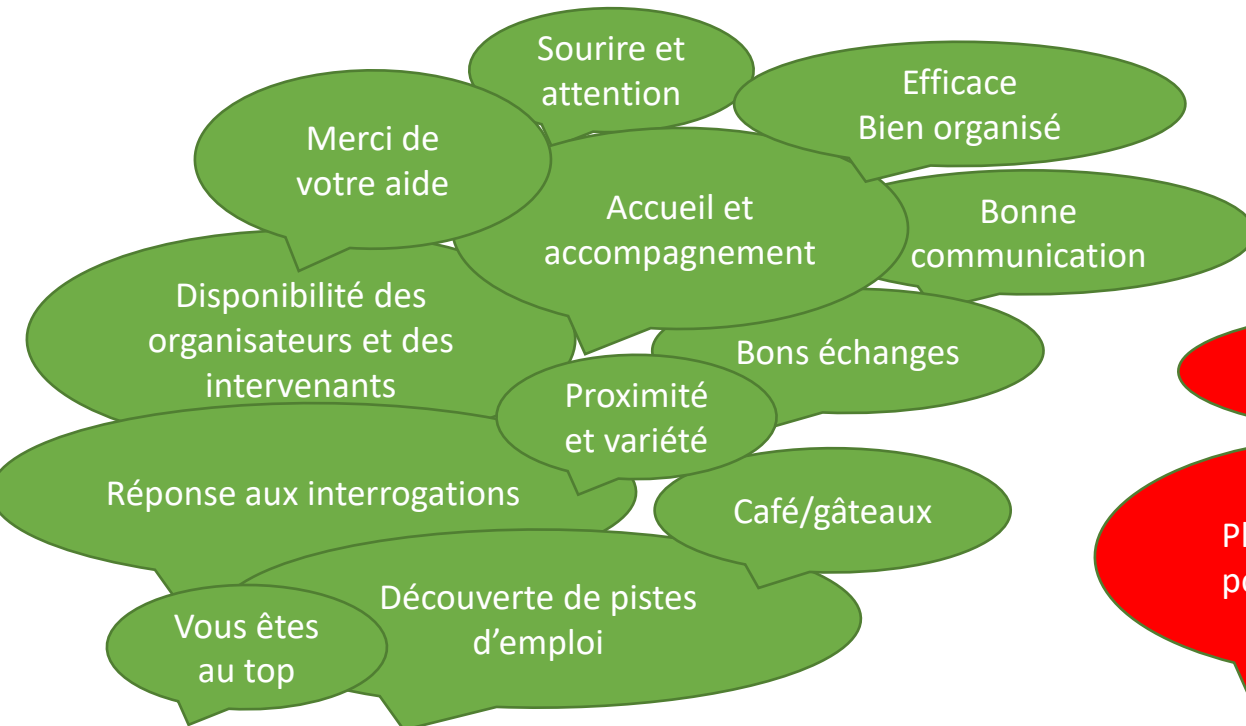 Sourire et
attention
Efficace
Bien organisé
Merci de
votre aide
Accueil et
accompagnement
Bonne
communication
Disponibilité des
organisateurs et des
intervenants
Bons échanges
Proximité
et variété
Réponse aux interrogations
Café/gâteaux
Découverte de pistes
d’emploi
Vous êtes
au top